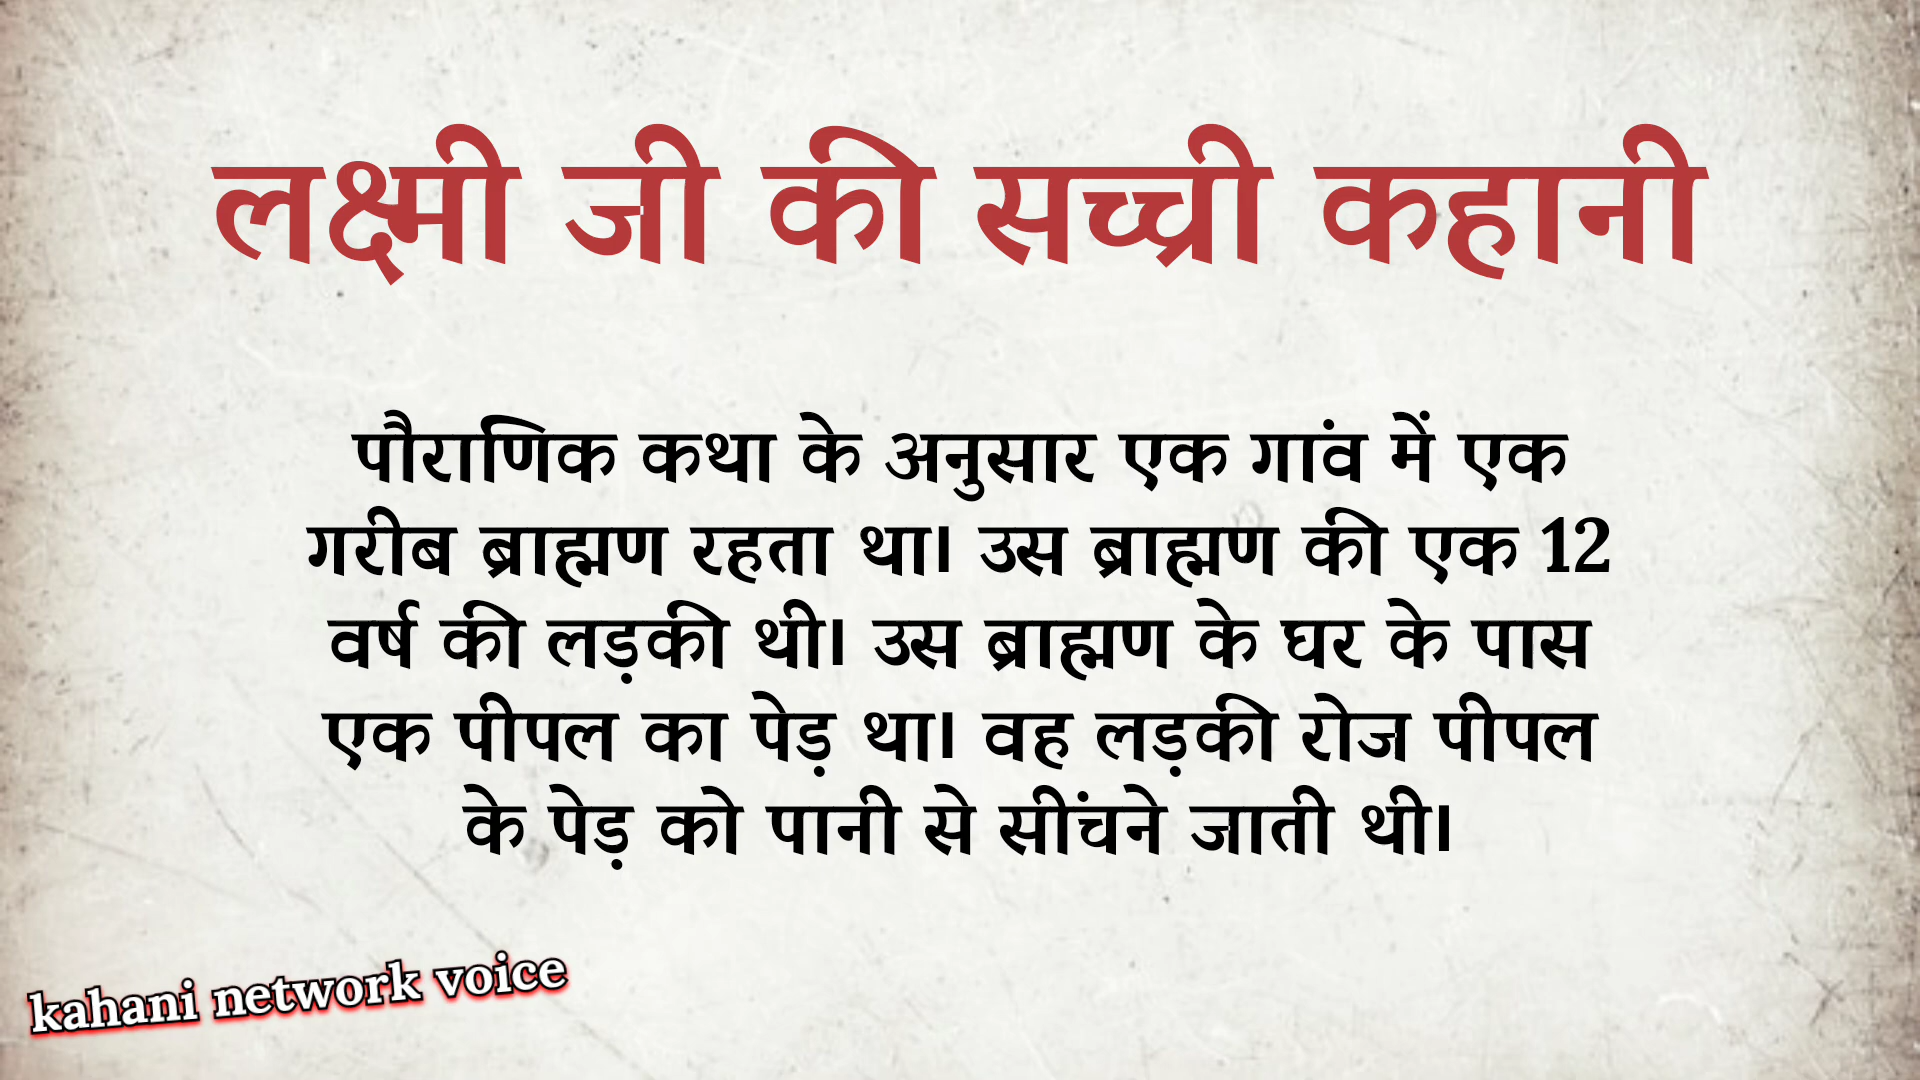 लक्ष्मी जी की सच्ची कहानी
पौराणिक कथा के अनुसार एक गांव में एक
गरीब ब्राह्मण रहता था। उस ब्राह्मण की एक 12
वर्ष की लड़की थी। उस ब्राह्मण के घर के पास
एक पीपल का पेड़ था। वह लड़की रोज पीपल
के पेड़ को पानी से सींचने जाती थी।
kahani network voice